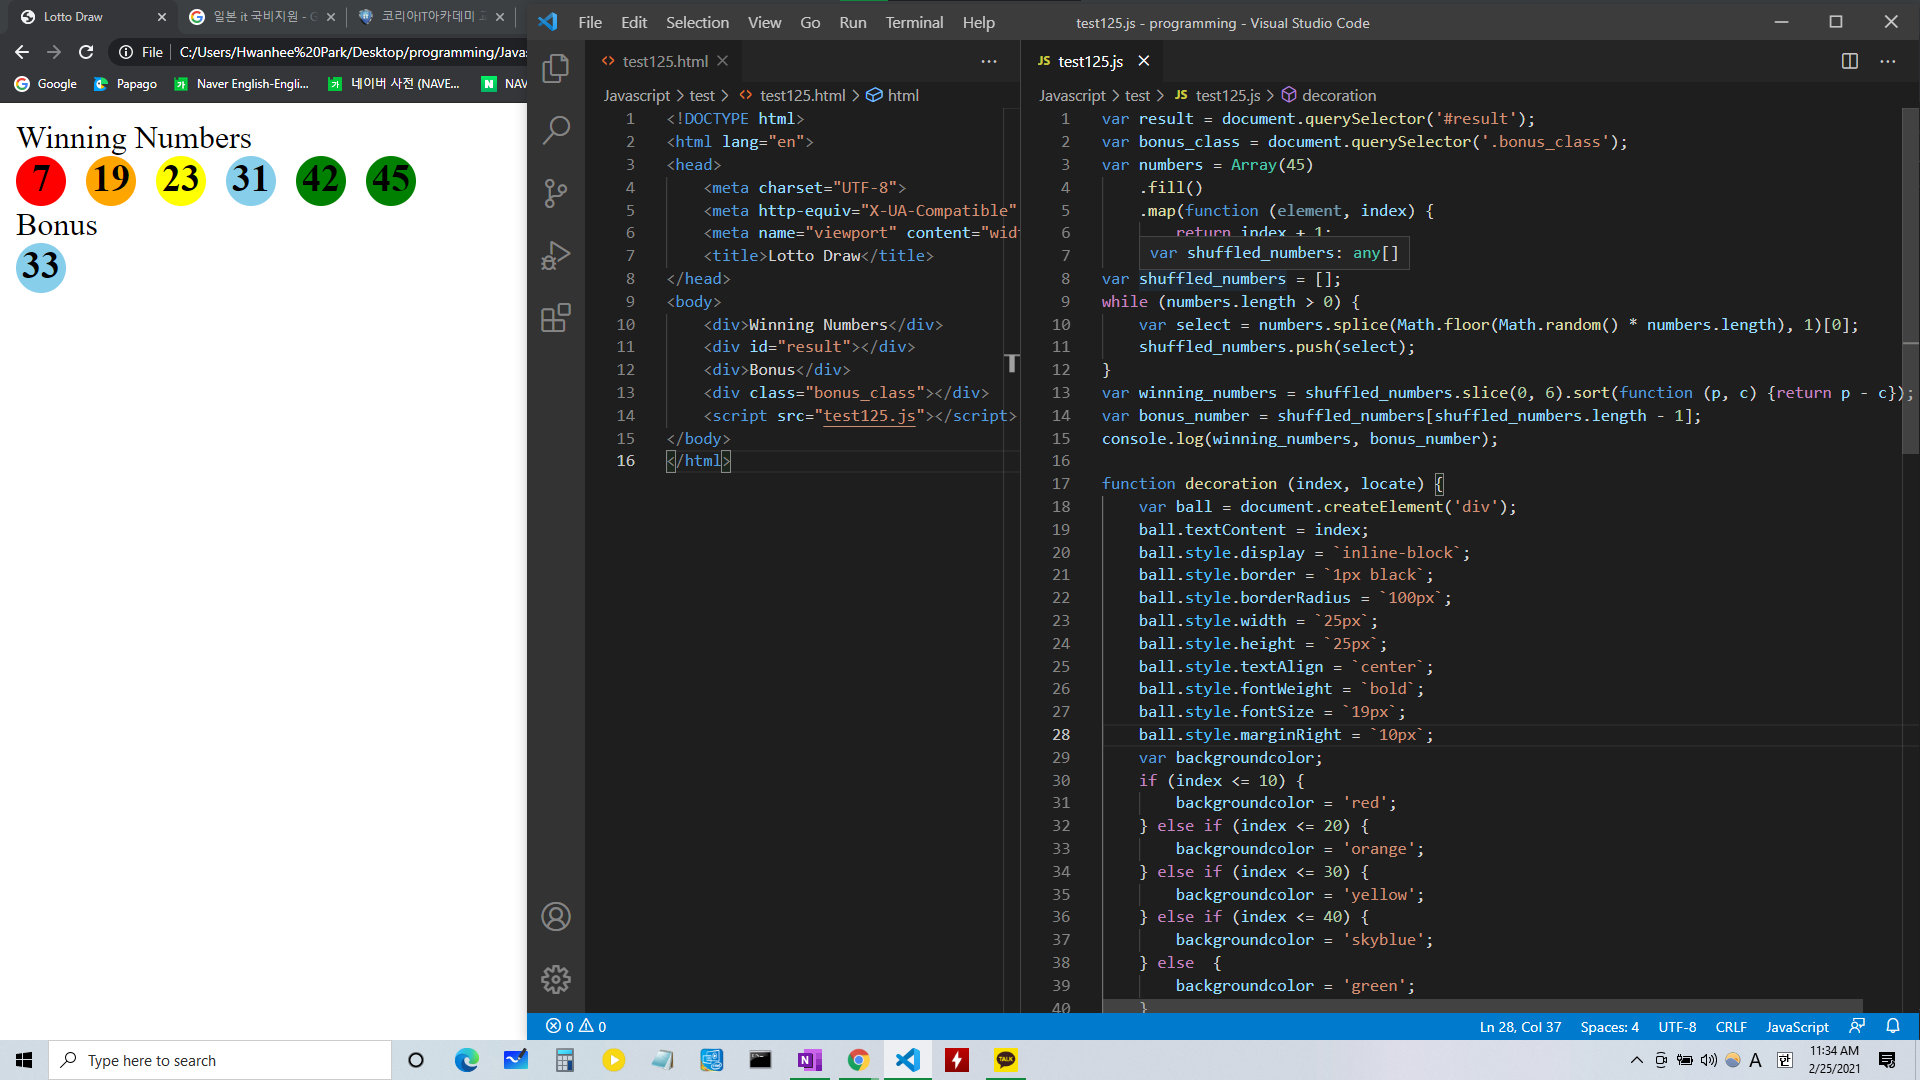 Lotto Draw
일본 it 국비지원 - G
코리아IT아카데미
File C:/Users/Hwanhee%20Park/Desktop/programming/Javas
Google Papago Naver English-Engli... 네이버 사전 (NAVE... NAV
Winning Numbers
7 19 23 31 42 45
Bonus
33
File Edit Selection View Go Run Terminal Help test125.js - programming - Visual Studio Code
test125.html
Javascript > test > test125.html > html
1 <!DOCTYPE html>
2 <html lang="en">
3 <head>
4 <meta charset="UTF-8">
5 <meta http-equiv="X-UA-Compatible"
6 <meta name="viewport" content="widt
7 <title>Lotto Draw</title>
8 </head>
9 <body>
10 <div>Winning Numbers</div>
11 <div id="result"></div>
12 <div>Bonus</div>
13 <div class="bonus_class"></div>
14 <script src="test125.js"></script>
15 </body>
16 </html>
JS test125.js
Javascript > test > JS test125.js > decoration
1 var result = document.querySelector('#result');
2 var bonus_class = document.querySelector('.bonus_class');
3 var numbers = Array(45)
4 .fill()
5 .map(function (element, index) {
6 return index + 1;
7 var shuffled_numbers: any[]
8 var shuffled_numbers = [];
9 while (numbers.length > 0) {
10 var select = numbers.splice(Math.floor(Math.random() * numbers.length), 1)[0];
11 shuffled_numbers.push(select);
12 }
13 var winning_numbers = shuffled_numbers.slice(0, 6).sort(function (p, c) {return p - c});
14 var bonus_number = shuffled_numbers[shuffled_numbers.length - 1];
15 console.log(winning_numbers, bonus_number);
16
17 function decoration (index, locate) {
18 var ball = document.createElement('div');
19 ball.textContent = index;
20 ball.style.display = `inline-block`;
21 ball.style.border = `1px black`;
22 ball.style.borderRadius = `100px`;
23 ball.style.width = `25px`;
24 ball.style.height = `25px`;
25 ball.style.textAlign = `center`;
26 ball.style.fontWeight = `bold`;
27 ball.style.fontSize = `19px`;
28 ball.style.marginRight = `10px`;
29 var backgroundcolor;
30 if (index <= 10) {
31 backgroundcolor = 'red';
32 } else if (index <= 20) {
33 backgroundcolor = 'orange';
34 } else if (index <= 30) {
35 backgroundcolor = 'yellow';
36 } else if (index <= 40) {
37 backgroundcolor = 'skyblue';
38 } else  {
39 backgroundcolor = 'green';
40 }
0 0 Ln 28, Col 37 Spaces: 4 UTF-8 CRLF JavaScript
Type here to search
TALK
A 한 11:34 AM
2/25/2021